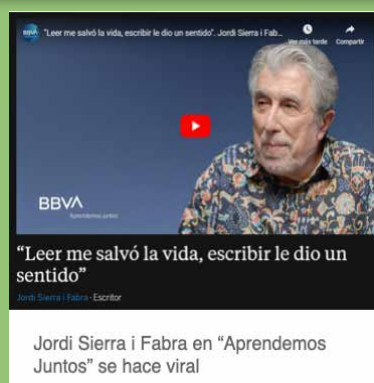 BBVA
"Leer me salvó la vida, escribir le dio un sentido". Jordi Sierra i Fab...
Ver más tarde
Compartir
BBVA
Aprendemos juntos
“Leer me salvó la vida, escribir le dio un
sentido”
Jordi Sierra i Fabra · Escritor
Jordi Sierra i Fabra en “Aprendemos
Juntos” se hace viral